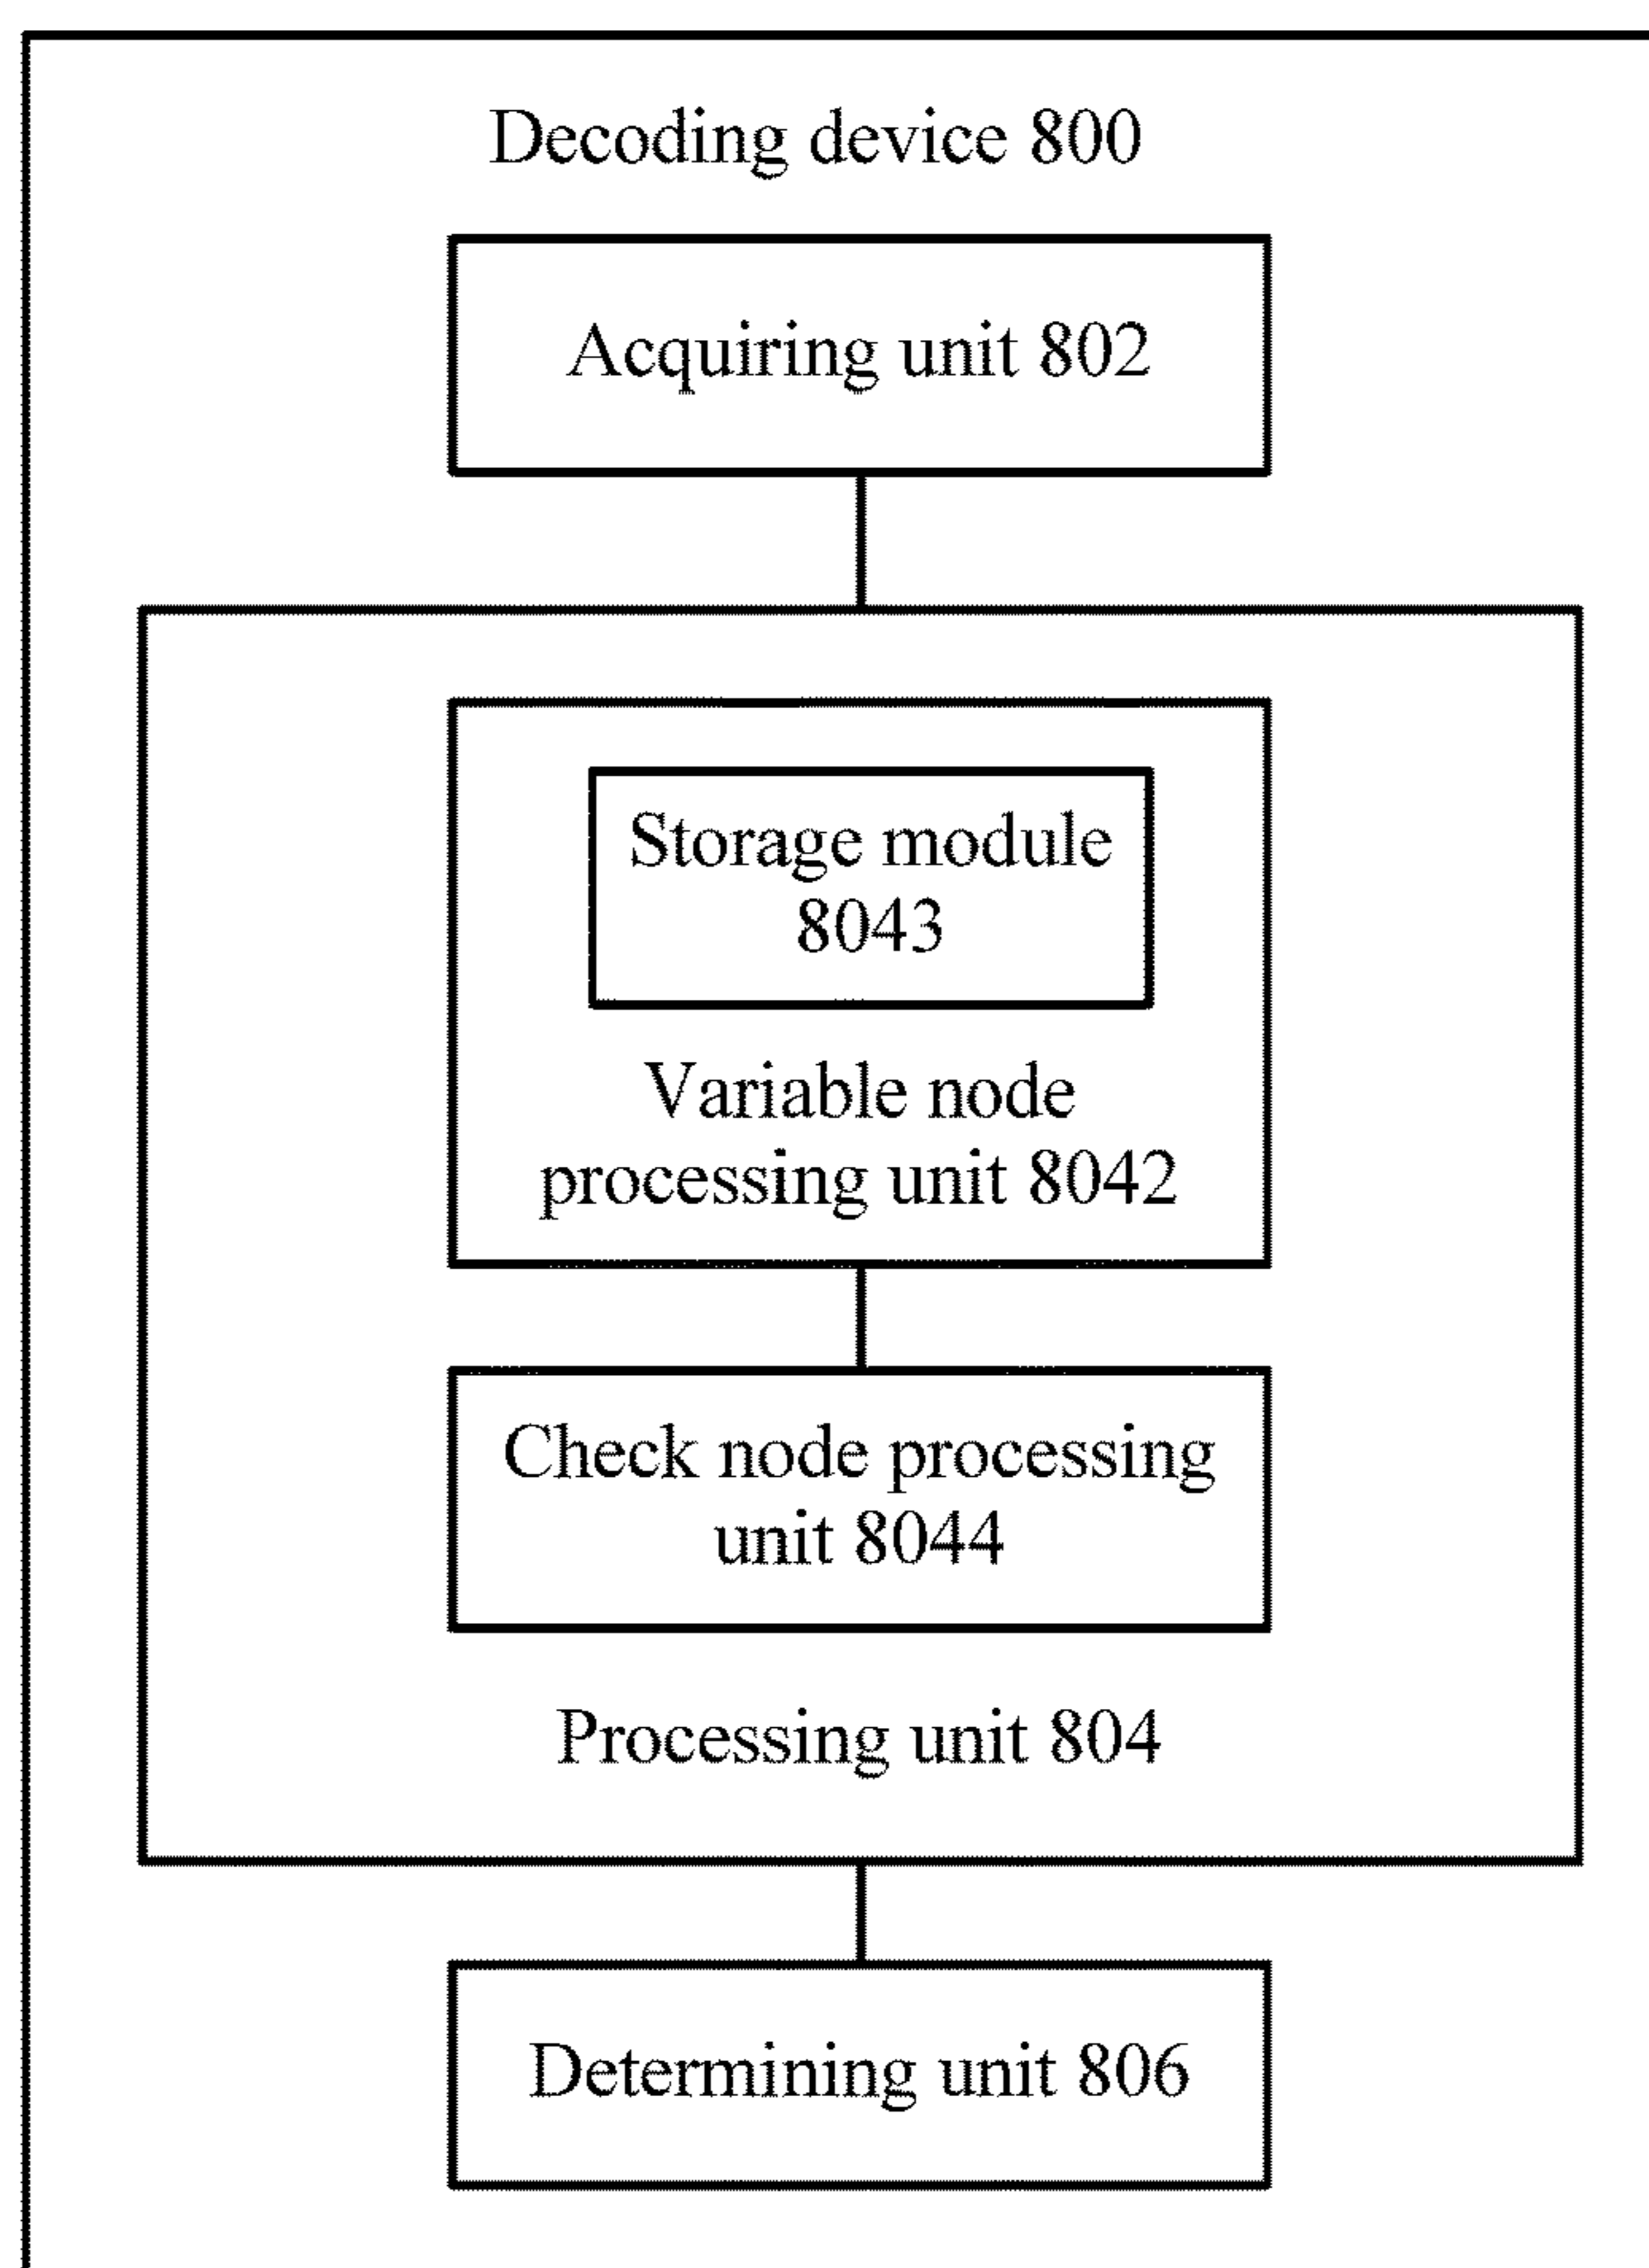 Decoding device 800
Acquiring unit 802
Storage module
8043
Variable node
processing unit 8042
Check node processing
unit 8044
Processing unit 804
Determining unit 806